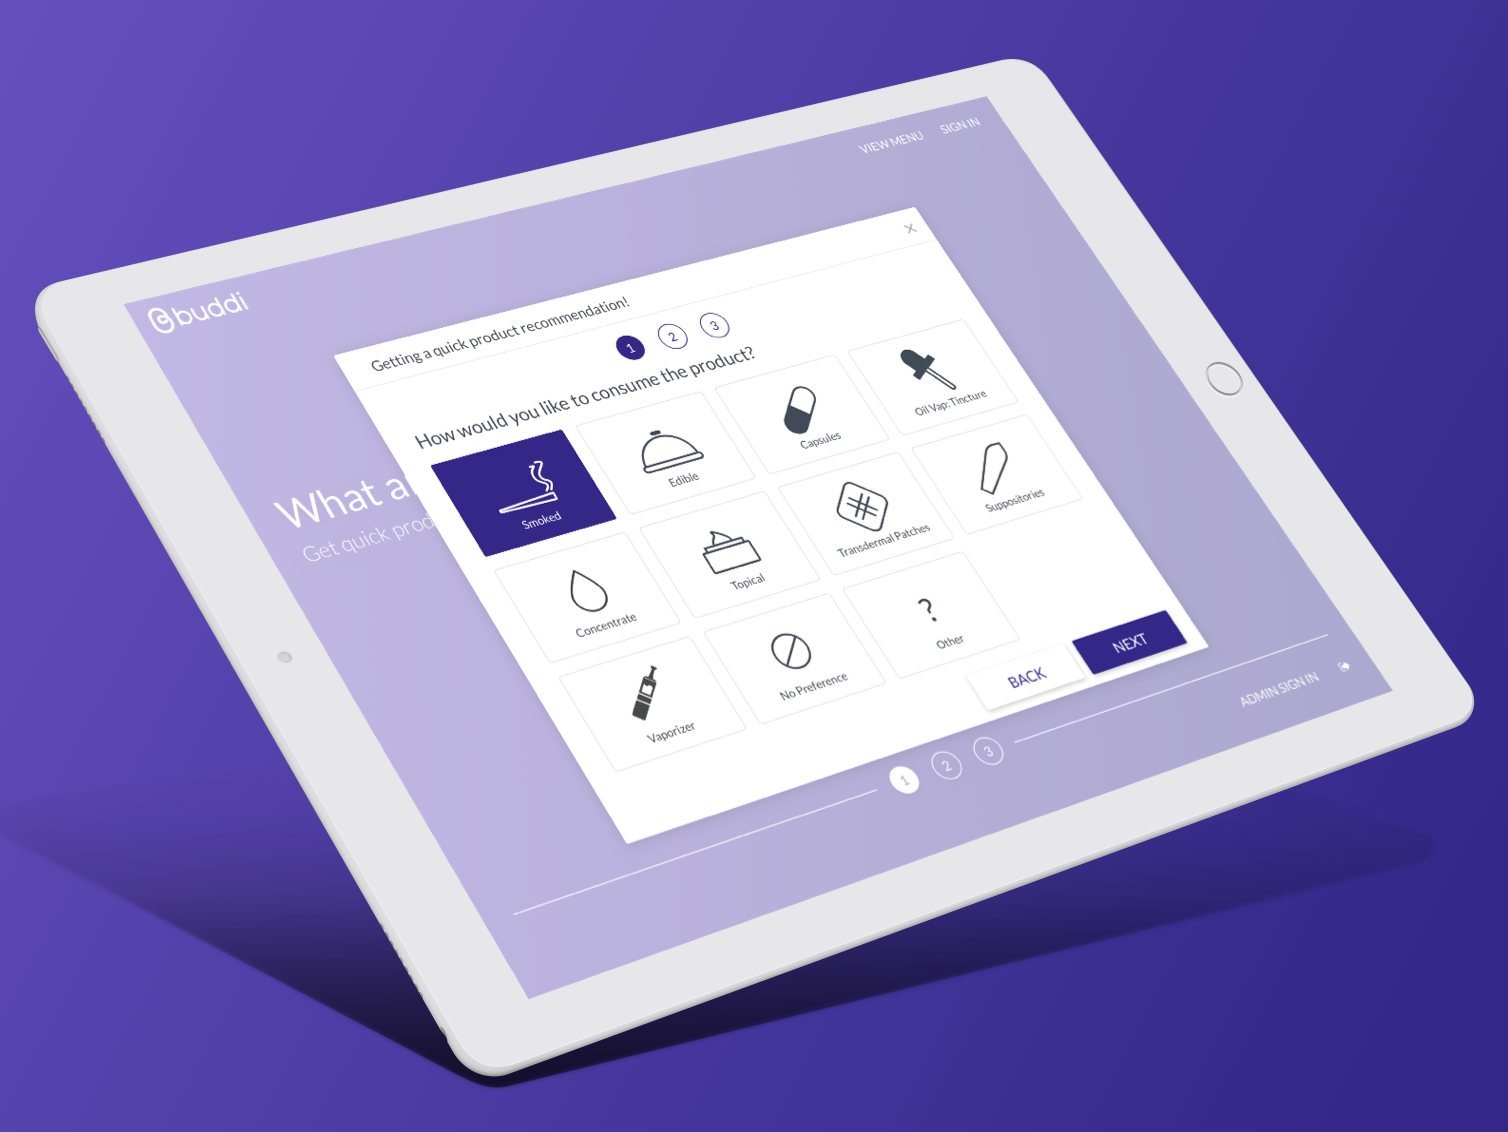 VIEW MENU SIGN IN
buddi
Getting a quick product recommendation!
1 2 3
How would you like to consume the product?
Smoked
Edible
Capsules
Oil Vap: Tincture
Concentrate
Topical
Transdermal Patches
Suppositories
Vaporizer
No Preference
?
Other
BACK
NEXT
What a
Get quick prod
1 2 3
ADMIN SIGN IN